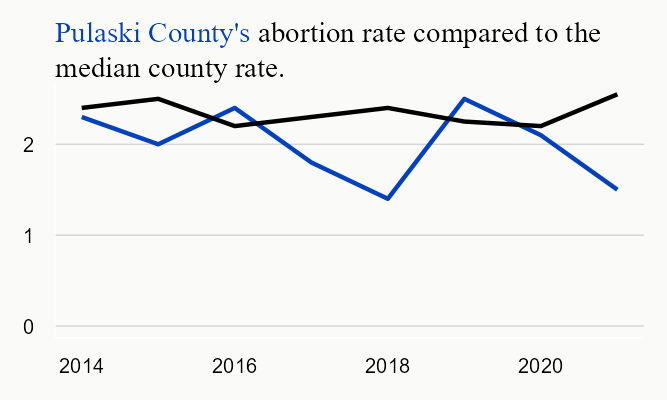 Pulaski County's abortion rate compared to the
median county rate.
2
1
0
2014 2016 2018 2020